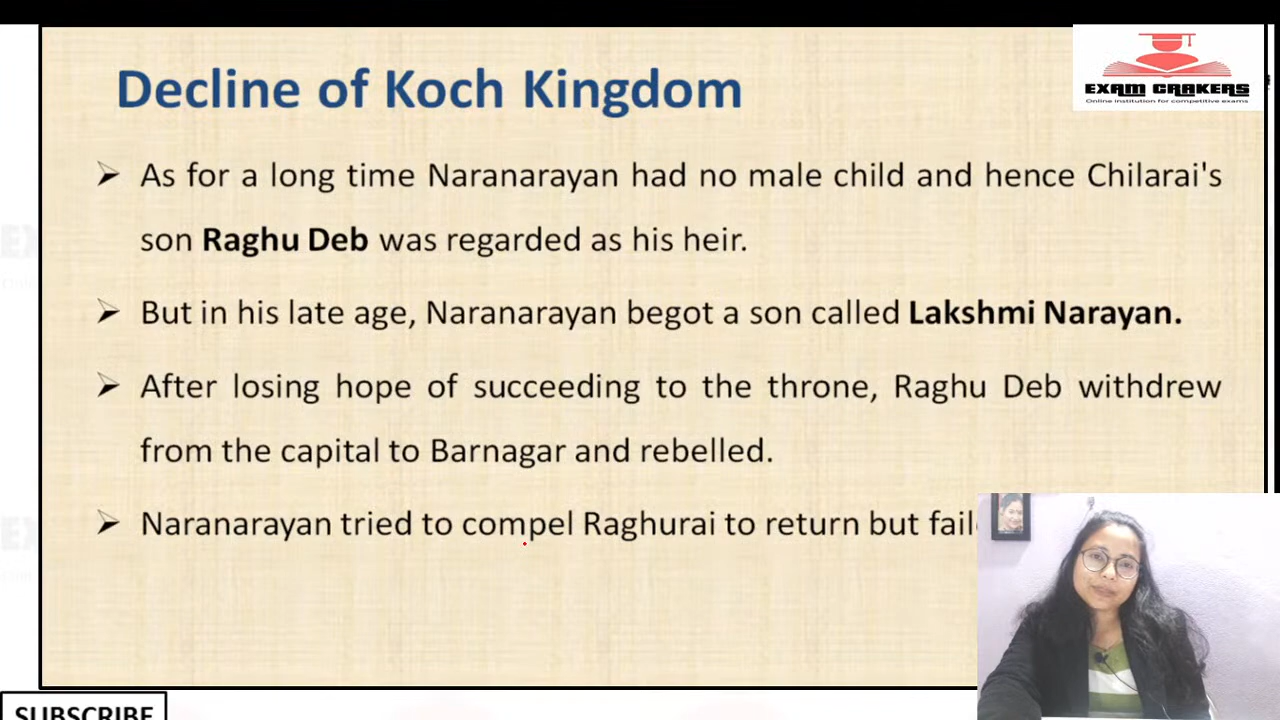 Decline of Koch Kingdom
EXAM CRAKERS
Online institution for competitive exams
➢ As for a long time Naranarayan had no male child and hence Chilarai's
son Raghu Deb was regarded as his heir.
➢ But in his late age, Naranarayan begot a son called Lakshmi Narayan.
➢ After losing hope of succeeding to the throne, Raghu Deb withdrew
from the capital to Barnagar and rebelled.
➢ Naranarayan tried to compel Raghurai to return but fail
SUBSCRIBE